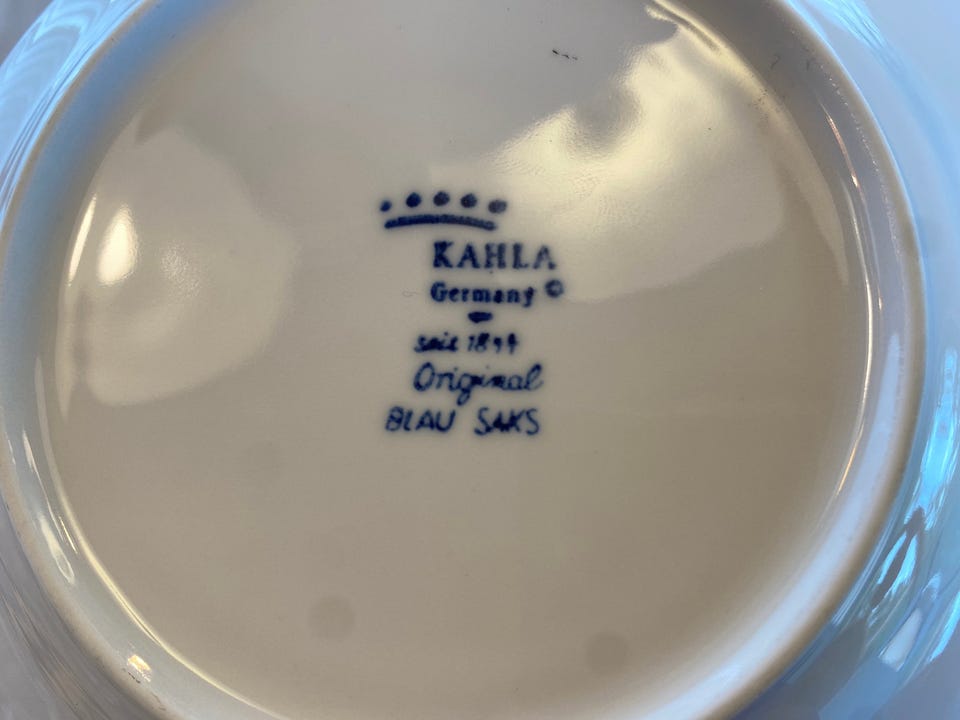 KAHLA
Germany ©
seit 1844
Original
BLAU SAKS